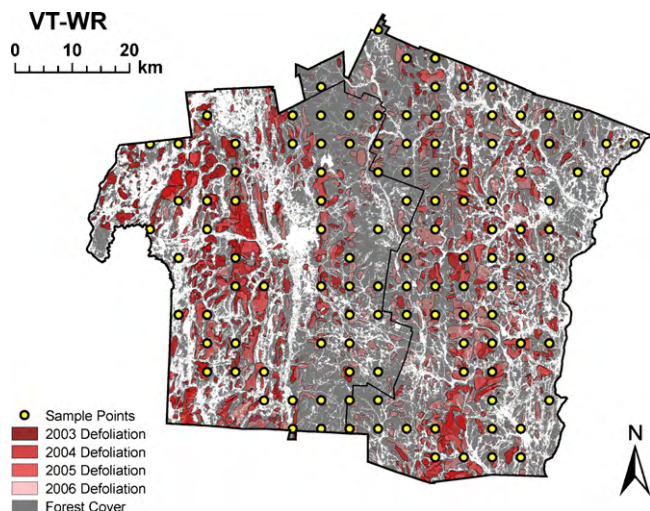 VT-WR
0 10 20
km
Sample Points
2003 Defoliation
2004 Defoliation
2005 Defoliation
2006 Defoliation
Forest Cover
N